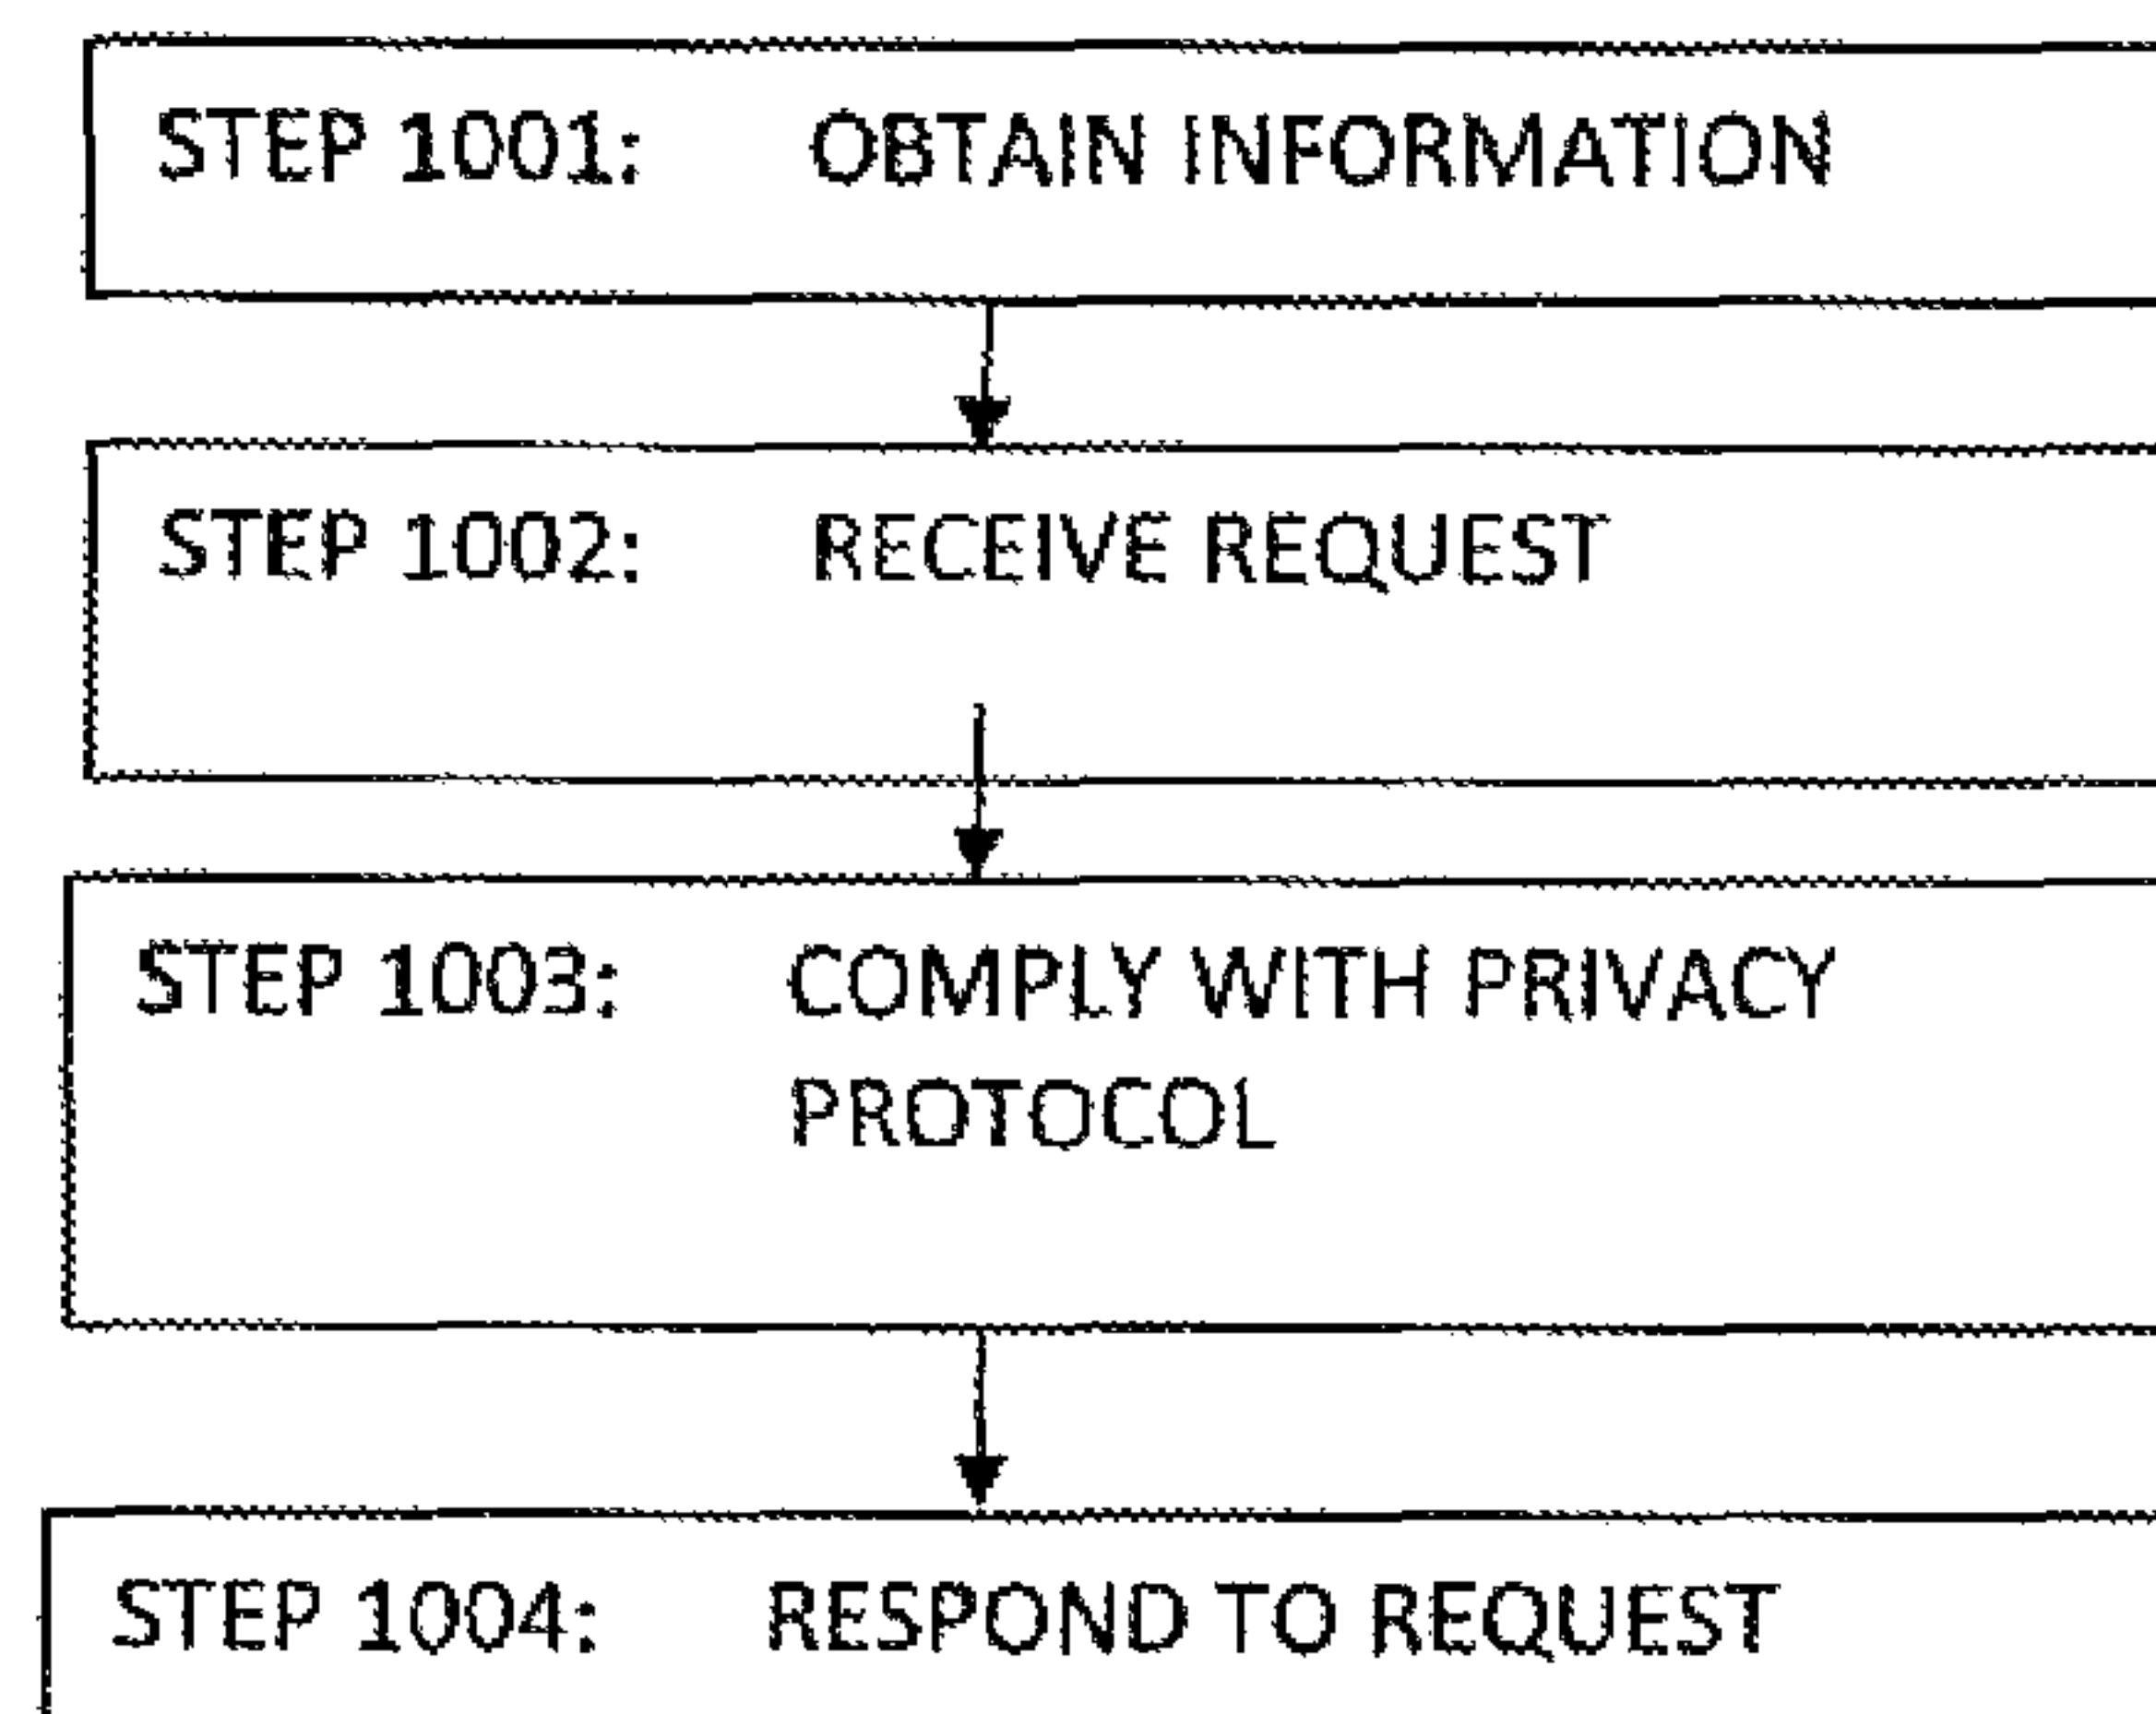 STEP 1001: OBTAIN INFORMATION
STEP 1002: RECEIVE REQUEST
STEP 1003: COMPLY WITH PRIVACY
PROTOCOL
STEP 1004: RESPOND TO REQUEST